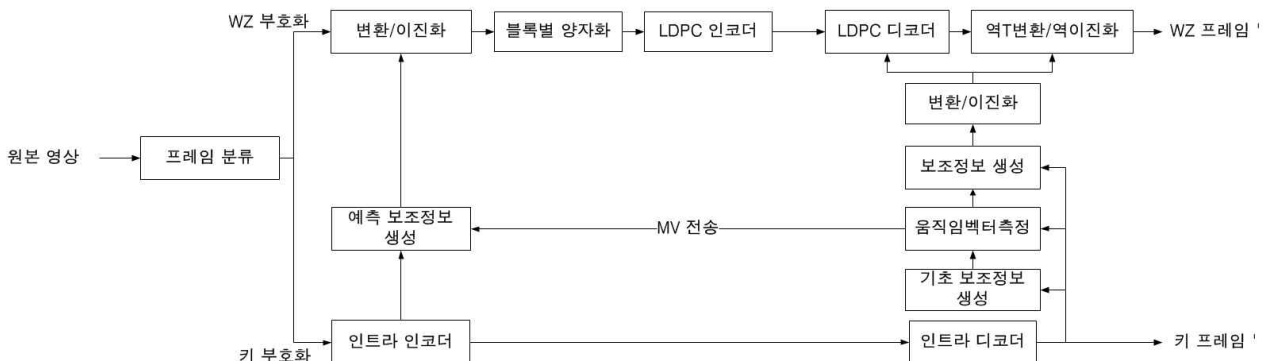 WZ 부호화
변환/이진화
블록별 양자화
LDPC 인코더
LDPC 디코더
역T변환/역이진화
WZ 프레임 '
변환/이진화
원본 영상
프레임 분류
보조정보 생성
예측 보조정보
생성
MV 전송
움직임벡터측정
기초 보조정보
생성
인트라 인코더
인트라 디코더
키 프레임 '
키 부호화